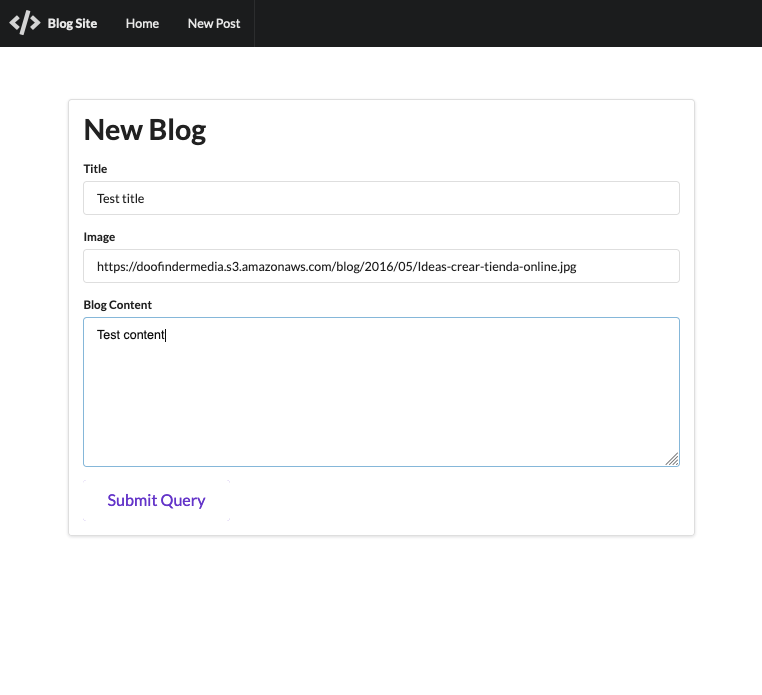 </> Blog Site Home New Post
New Blog
Title
Test title
Image
https://doofindermedia.s3.amazonaws.com/blog/2016/05/Ideas-crear-tienda-online.jpg
Blog Content
Test content
Submit Query